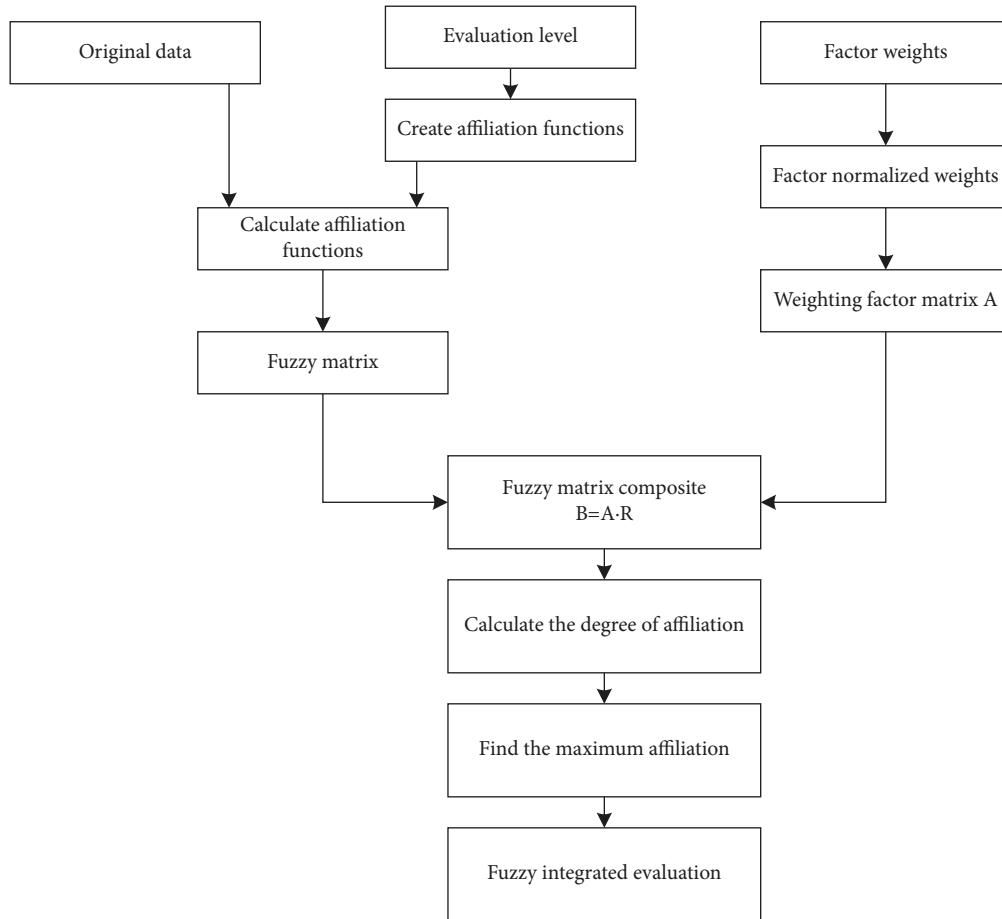 Original data
Evaluation level
Factor weights
Create affiliation functions
Factor normalized weights
Calculate affiliation
functions
Weighting factor matrix A
Fuzzy matrix
Fuzzy matrix composite
B=A·R
Calculate the degree of affiliation
Find the maximum affiliation
Fuzzy integrated evaluation